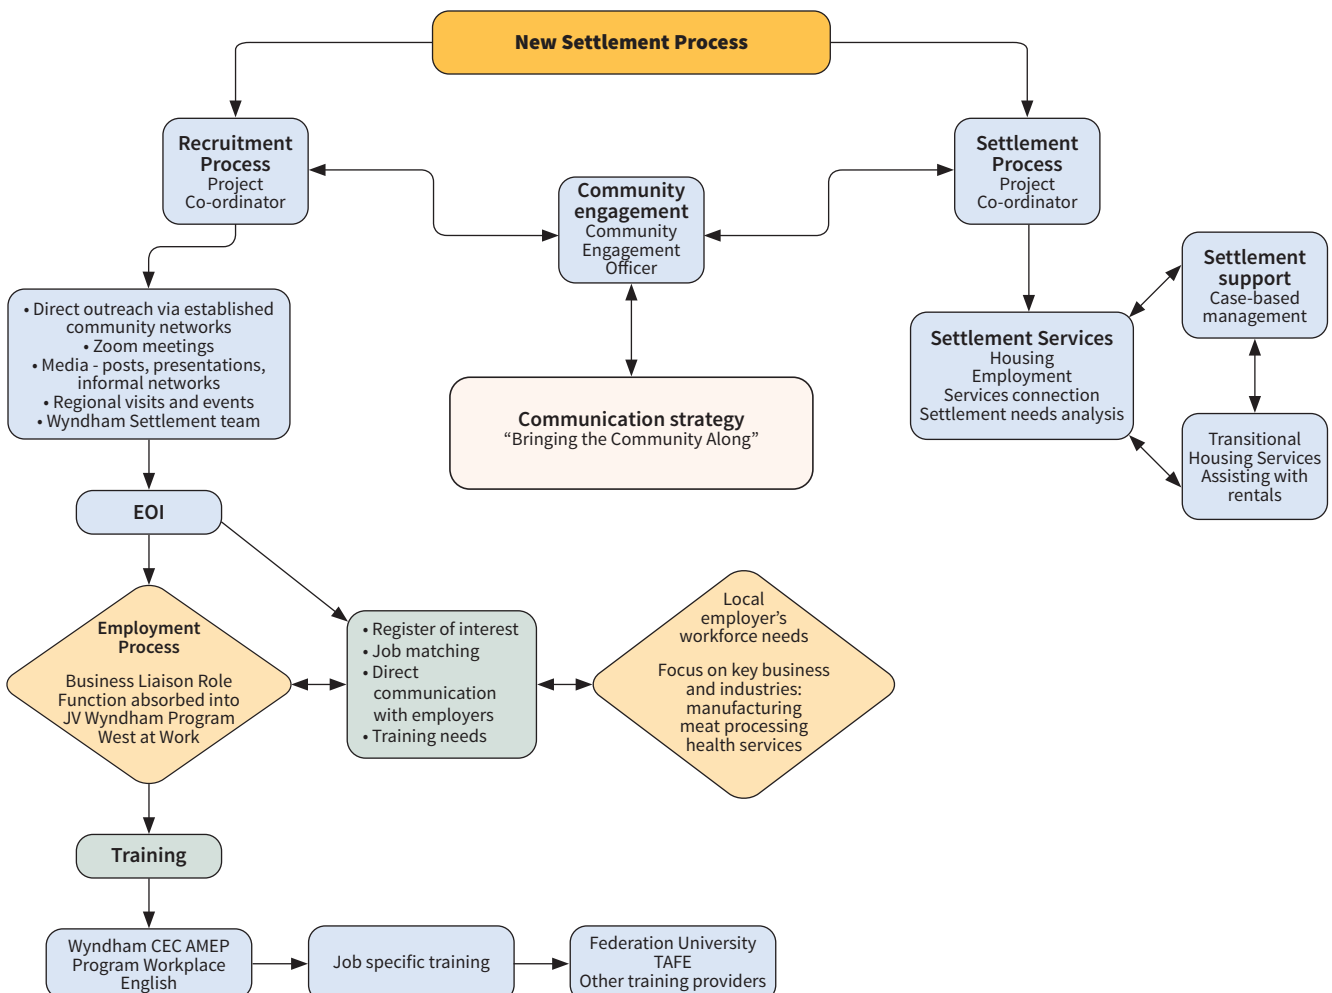 New Settlement Process
Recruitment
Process
Project
Co-ordinator
Settlement
Process
Project
Co-ordinator
Community
engagement
Community
Engagement
Officer
Settlement
support
Case-based
management
• Direct outreach via established
community networks
• Zoom meetings
• Media - posts, presentations,
informal networks
• Regional visits and events
• Wyndham Settlement team
Settlement Services
Housing
Employment
Services connection
Settlement needs analysis
Communication strategy
“Bringing the Community Along”
Transitional
Housing Services
Assisting with
rentals
EOI
Employment
Process
Business Liaison Role
Function absorbed into
JV Wyndham Program
West at Work
• Register of interest
• Job matching
• Direct
communication
with employers
• Training needs
Local
employer’s
workforce needs
Focus on key business
and industries:
manufacturing
meat processing
health services
Training
Wyndham CEC AMEP
Program Workplace
English
Job specific training
Federation University
TAFE
Other training providers